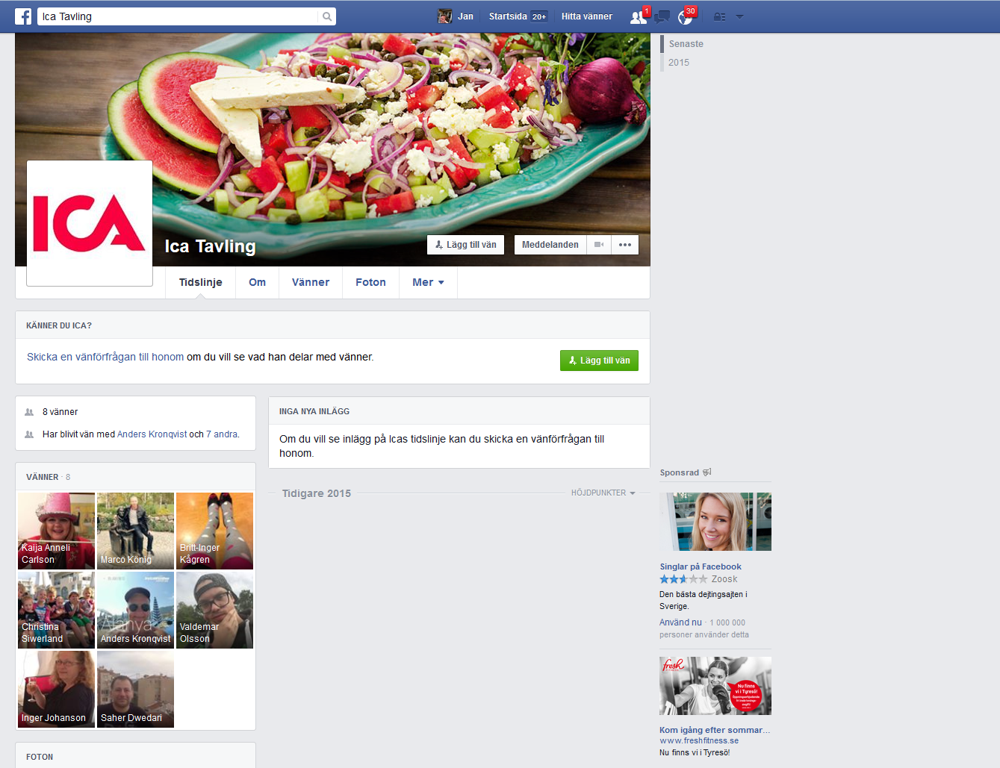 Ica Tavling
Jan
Startsida 20+
Hitta vänner
1
30
Senaste
2015
ICA
Ica Tavling
Lägg till vän
Meddelanden
Tidslinje
Om
Vänner
Foton
Mer
KÄNNER DU ICA?
Skicka en vänförfrågan till honom om du vill se vad han delar med vänner.
Lägg till vän
8 vänner
Har blivit vän med Anders Kronqvist och 7 andra.
INGA NYA INLÄGG
Om du vill se inlägg på Icas tidslinje kan du skicka en vänförfrågan till
honom.
Tidigare 2015
HÖJDPUNKTER
VÄNNER · 8
Kaija Anneli
Carlson
Marco König
Britt-Inger
Kågren
Christina
Siwerland
Alanya
Anders Kronqvist
Valdemar
Olsson
Inger Johanson
Saher Dwedari
FOTON
Sponsrad
Singlar på Facebook
Zoosk
Den bästa dejtingsajten i
Sverige.
Använd nu · 1 000 000
personer använder detta
fresh
FITNESS
Nu finns
vi i Tyresö!
Kom igång efter sommar...
www.freshfitness.se
Nu finns vi i Tyresö!